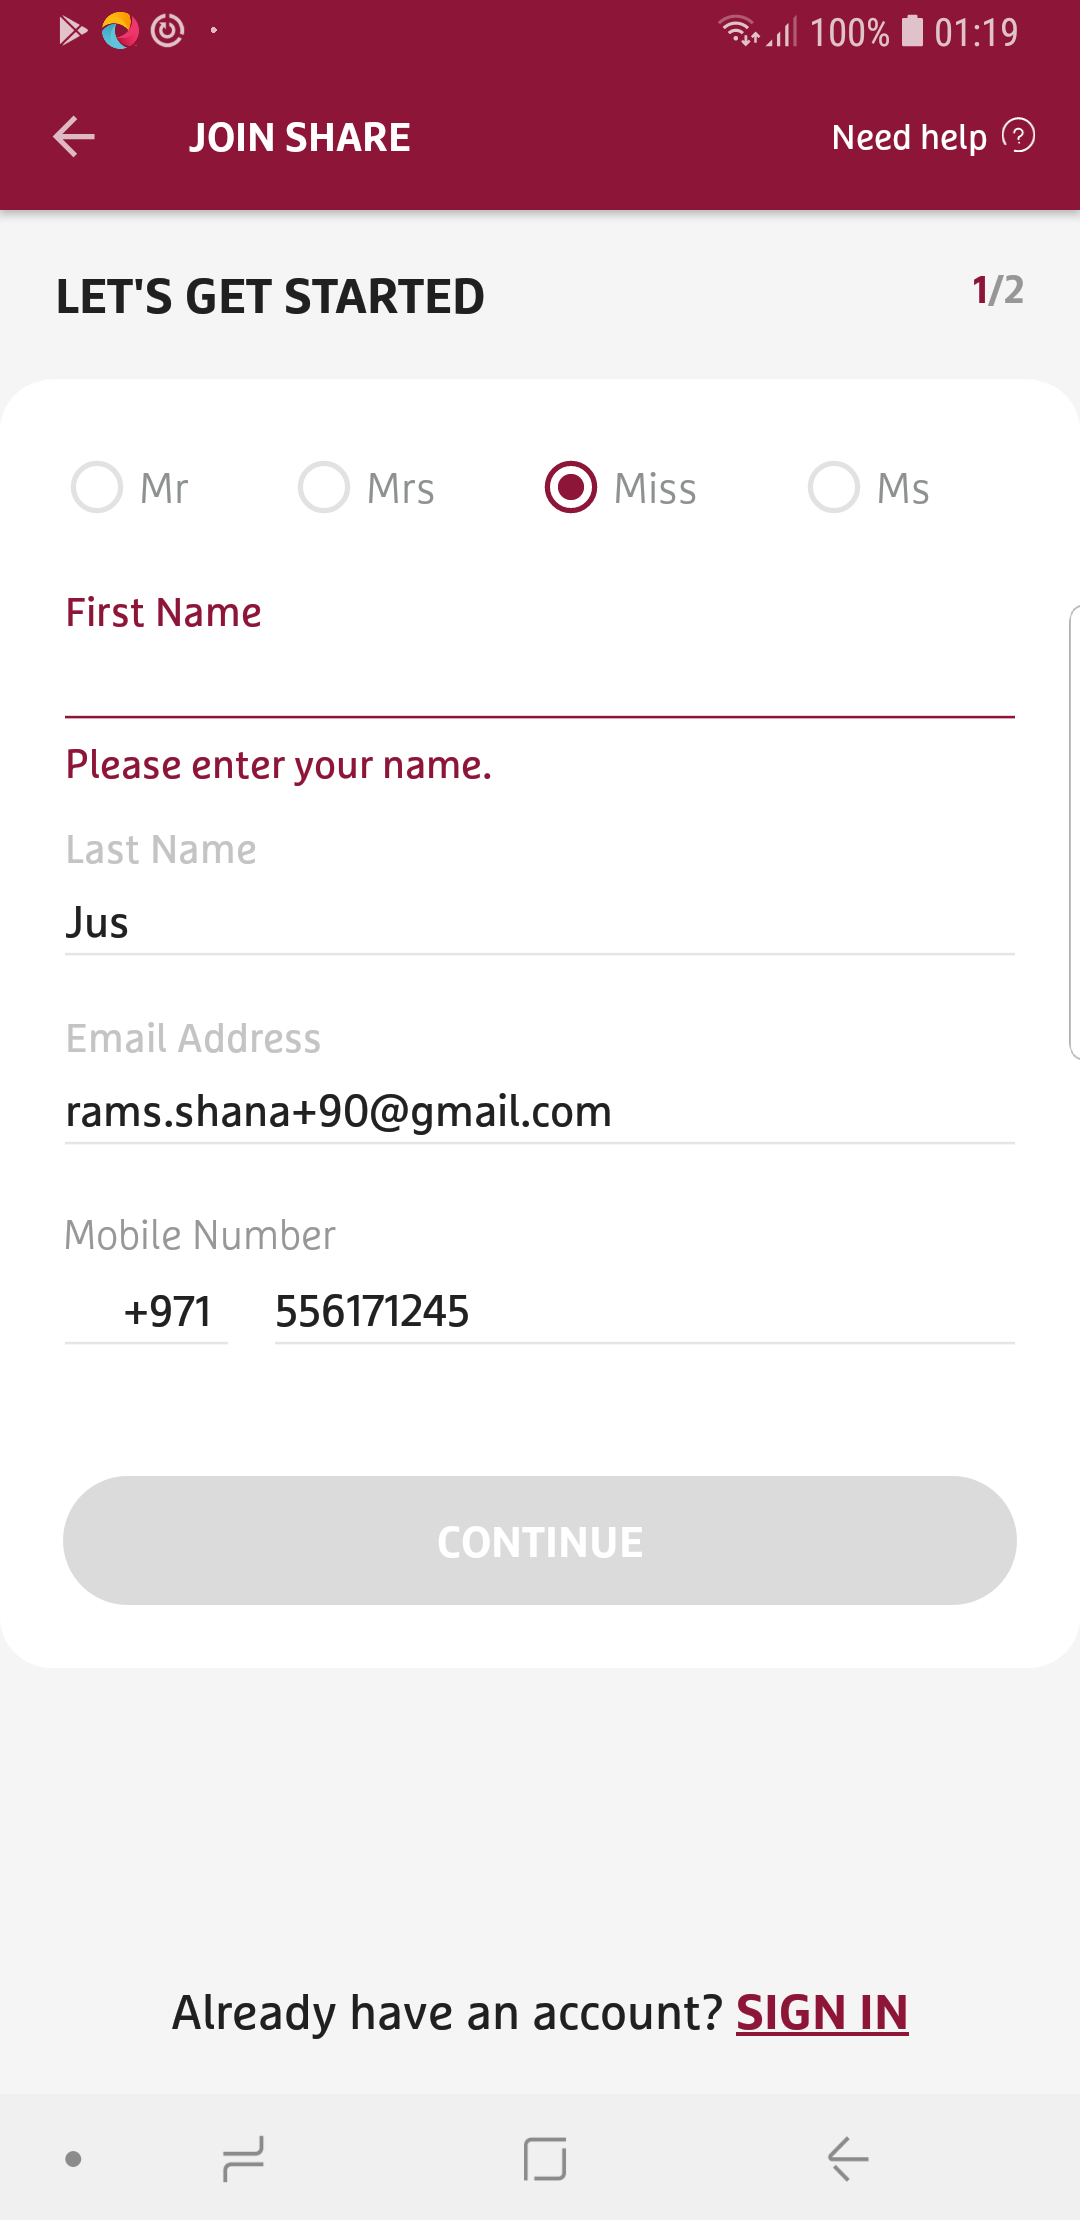 100% 01:19
JOIN SHARE Need help ?
LET'S GET STARTED 1/2
Mr Mrs Miss Ms
First Name
Please enter your name.
Last Name
Jus
Email Address
rams.shana+90@gmail.com
Mobile Number
+971 556171245
CONTINUE
Already have an account? SIGN IN